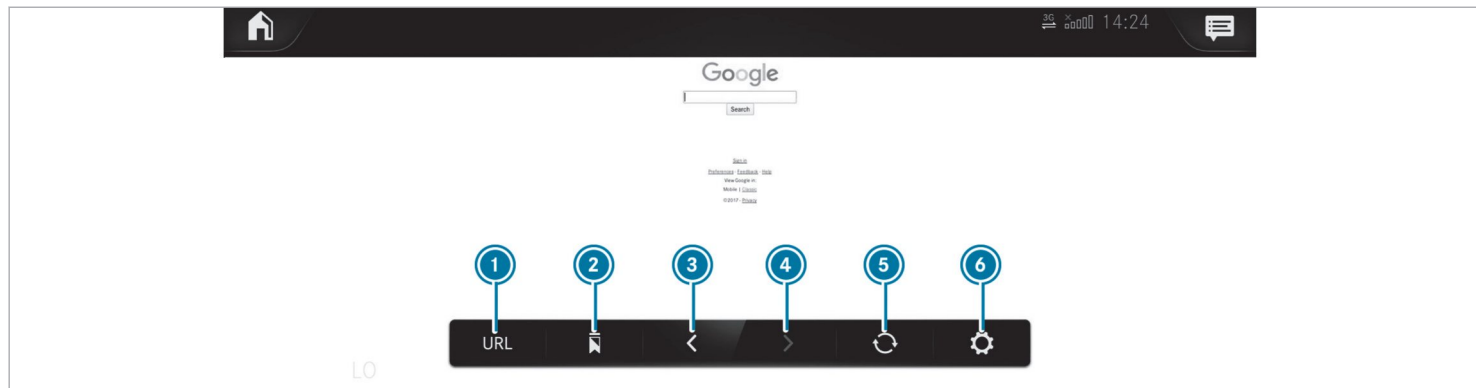 3G 14:24
Google
Search
Sign in
Preferences - Feedback - Help
View Google in:
Mobile | Classic
©2017 - Privacy
1 2 3 4 5 6
URL
LO